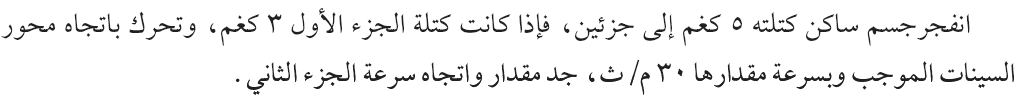 انفجر جسم ساكن كتلته ٥ كغم إلى جزئين، فإذا كانت كتلة الجزء الأول ٣ كغم، وتحرك باتجاه محور
السينات الموجب وبسرعة مقدارها ٣٠ م/ث، جد مقدار واتجاه سرعة الجزء الثاني.